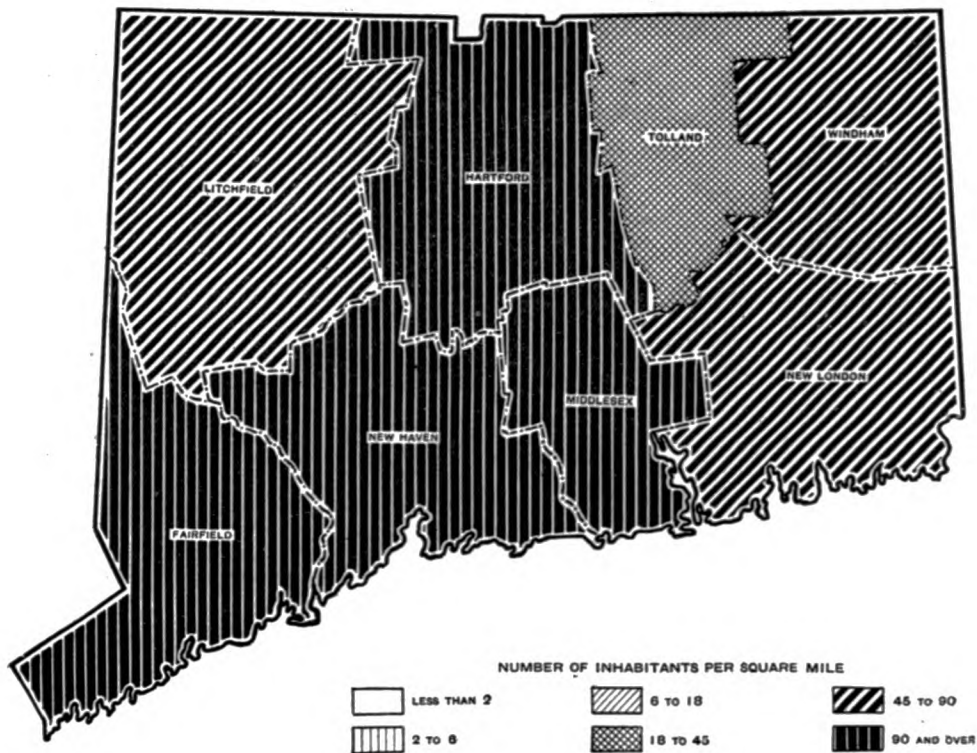 TOLLAND
WINDHAM
HARTFORD
LITCHFIELD
NEW LONDON
MIDDLESEX
NEW HAVEN
FAIRFIELD
NUMBER OF INHABITANTS PER SQUARE MILE
LESS THAN 2
6 TO 18
45 TO 90
2 TO 6
18 TO 45
90 AND OVER